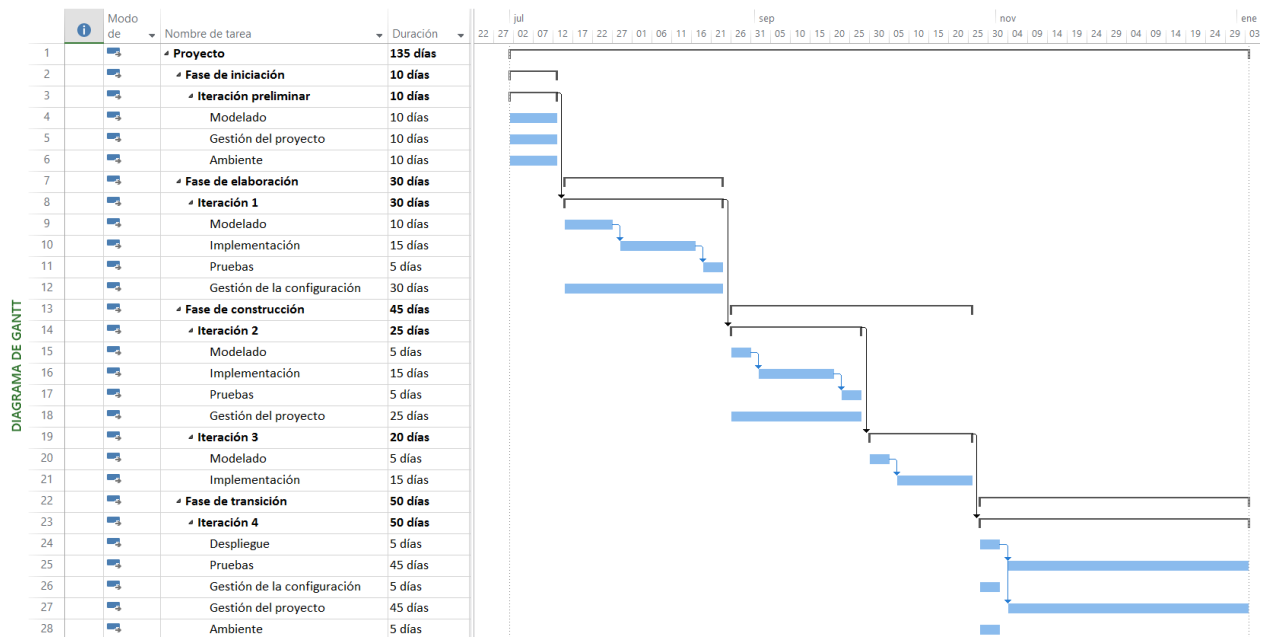 jul sep nov ene
Modo de Nombre de tarea Duración 22 27 02 07 12 17 22 27 01 06 11 16 21 26 31 05 10 15 20 25 30 05 10 15 20 25 30 04 09 14 19 24 29 04 09 14 19 24 29 03
1 Proyecto 135 días
2 Fase de iniciación 10 días
3 Iteración preliminar 10 días
4 Modelado 10 días
5 Gestión del proyecto 10 días
6 Ambiente 10 días
7 Fase de elaboración 30 días
8 Iteración 1 30 días
9 Modelado 10 días
10 Implementación 15 días
11 Pruebas 5 días
12 Gestión de la configuración 30 días
13 Fase de construcción 45 días
14 Iteración 2 25 días
15 Modelado 5 días
16 Implementación 15 días
17 Pruebas 5 días
18 Gestión del proyecto 25 días
19 Iteración 3 20 días
20 Modelado 5 días
21 Implementación 15 días
22 Fase de transición 50 días
23 Iteración 4 50 días
24 Despliegue 5 días
25 Pruebas 45 días
26 Gestión de la configuración 5 días
27 Gestión del proyecto 45 días
28 Ambiente 5 días
DIAGRAMA DE GANTT